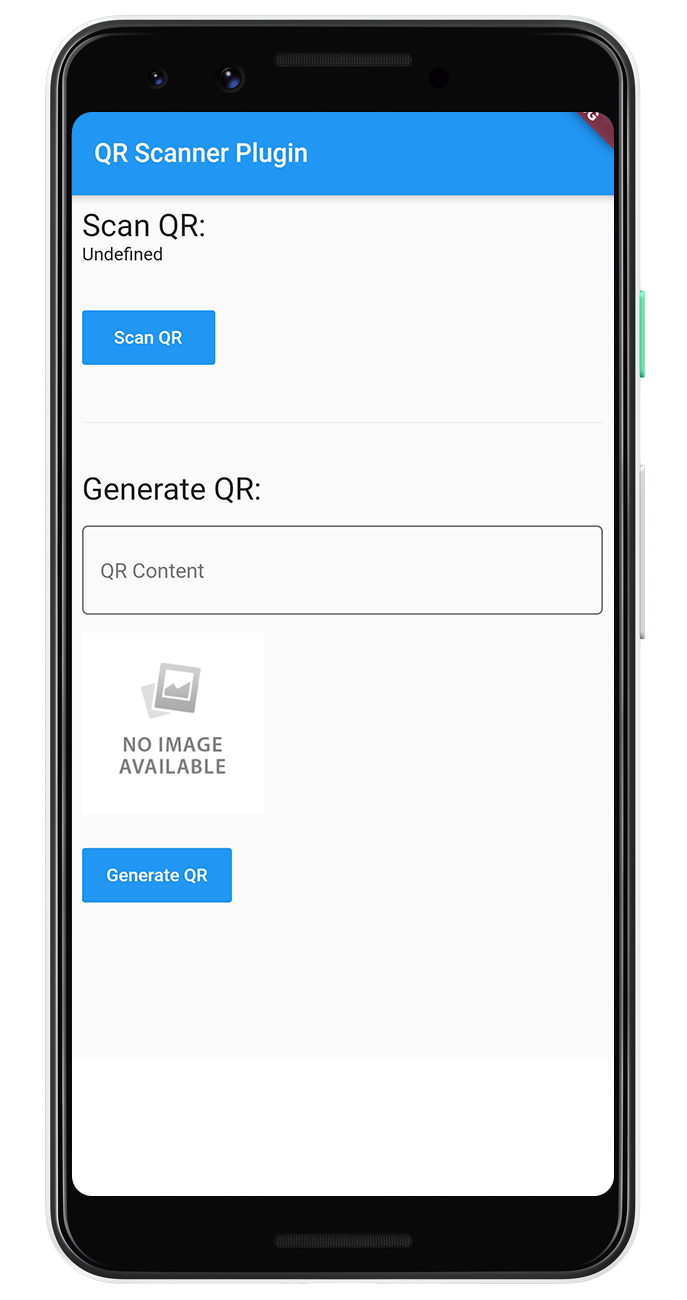 QR Scanner Plugin
Scan QR:
Undefined
Scan QR
Generate QR:
QR Content
NO IMAGE
AVAILABLE
Generate QR